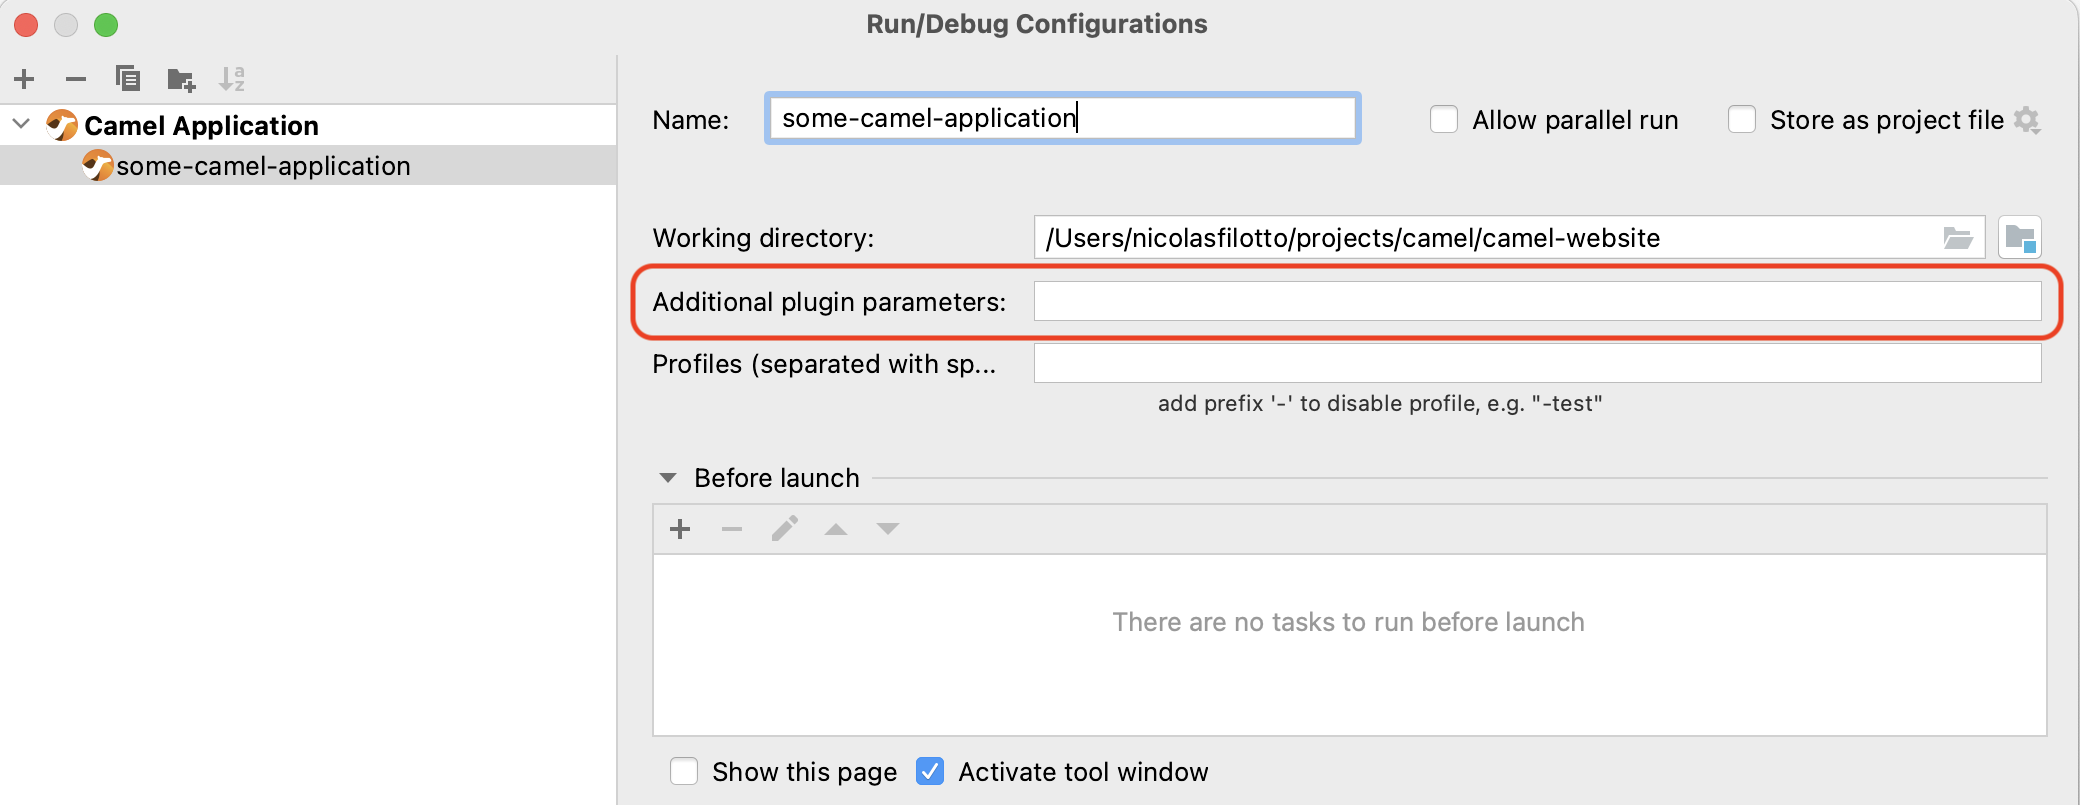 Run/Debug Configurations
Camel Application
some-camel-application
Name: some-camel-application
Allow parallel run
Store as project file
Working directory: /Users/nicolasfilotto/projects/camel/camel-website
Additional plugin parameters:
Profiles (separated with sp...
add prefix '-' to disable profile, e.g. "-test"
Before launch
There are no tasks to run before launch
Show this page
Activate tool window